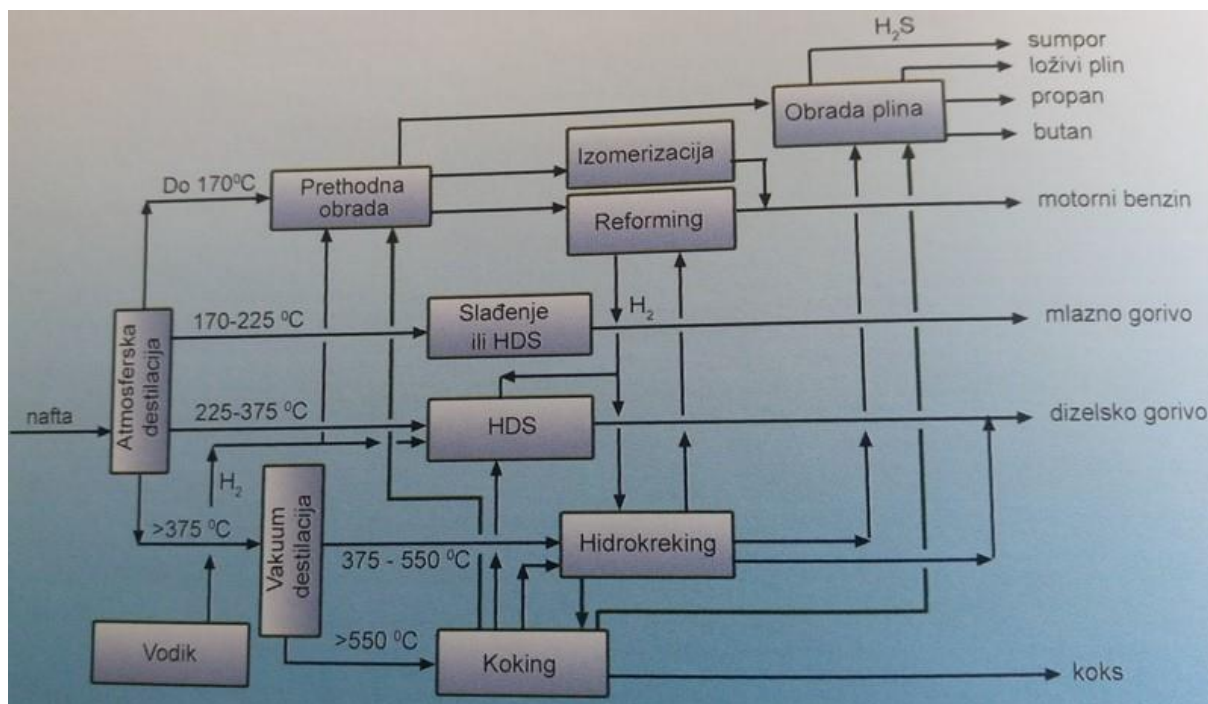 H₂S
sumpor
loživi plin
propan
butan
Obrada plina
Izomerizacija
Do 170⁰C
Prethodna
obrada
Reforming
motorni benzin
H₂
170-225 ⁰C
Slađenje
ili HDS
mlazno gorivo
Atmosferska
destilacija
nafta
225-375 ⁰C
HDS
dizelsko gorivo
H₂
>375 ⁰C
Vakuum
destilacija
375 - 550 ⁰C
Hidrokreking
Vodik
>550 ⁰C
Koking
koks